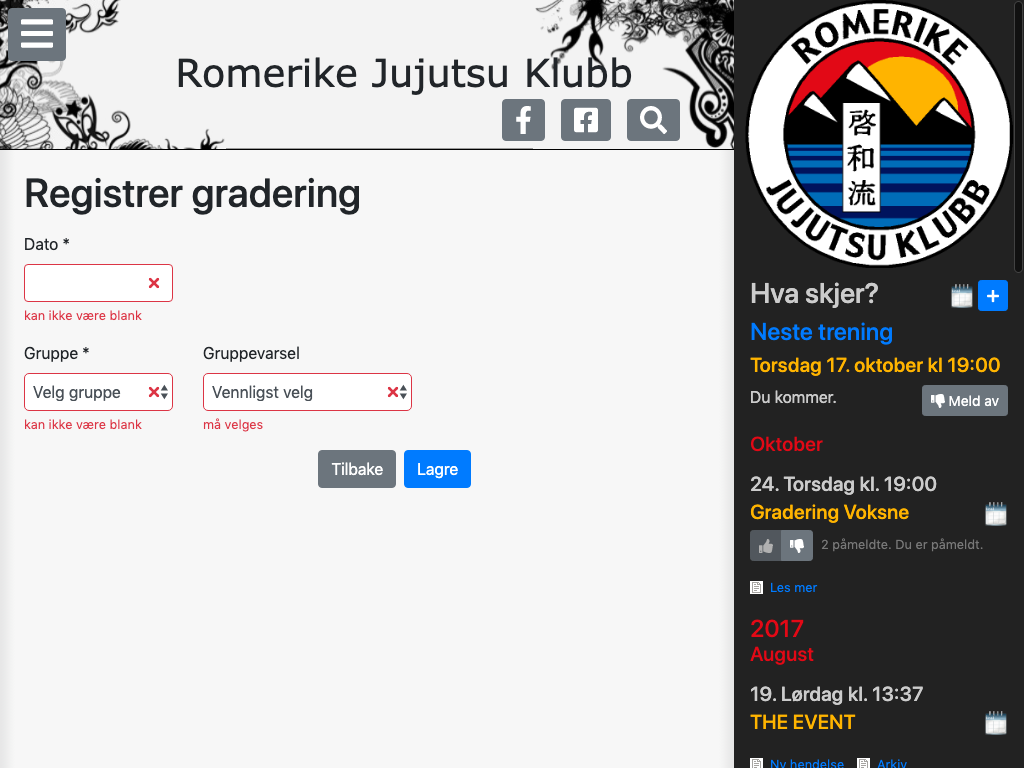 Romerike Jujutsu Klubb
Registrer gradering
Dato *
kan ikke være blank
Gruppe *
Gruppevarsel
Velg gruppe
Vennligst velg
kan ikke være blank
må velges
Tilbake
Lagre
ROMERIKE
啓和流
JUJUTSU KLUBB
Hva skjer?
Neste trening
Torsdag 17. oktober kl 19:00
Du kommer.
Meld av
Oktober
24. Torsdag kl. 19:00
Gradering Voksne
2 påmeldte. Du er påmeldt.
Les mer
2017
August
19. Lørdag kl. 13:37
THE EVENT
Ny hendelse
Arkiv